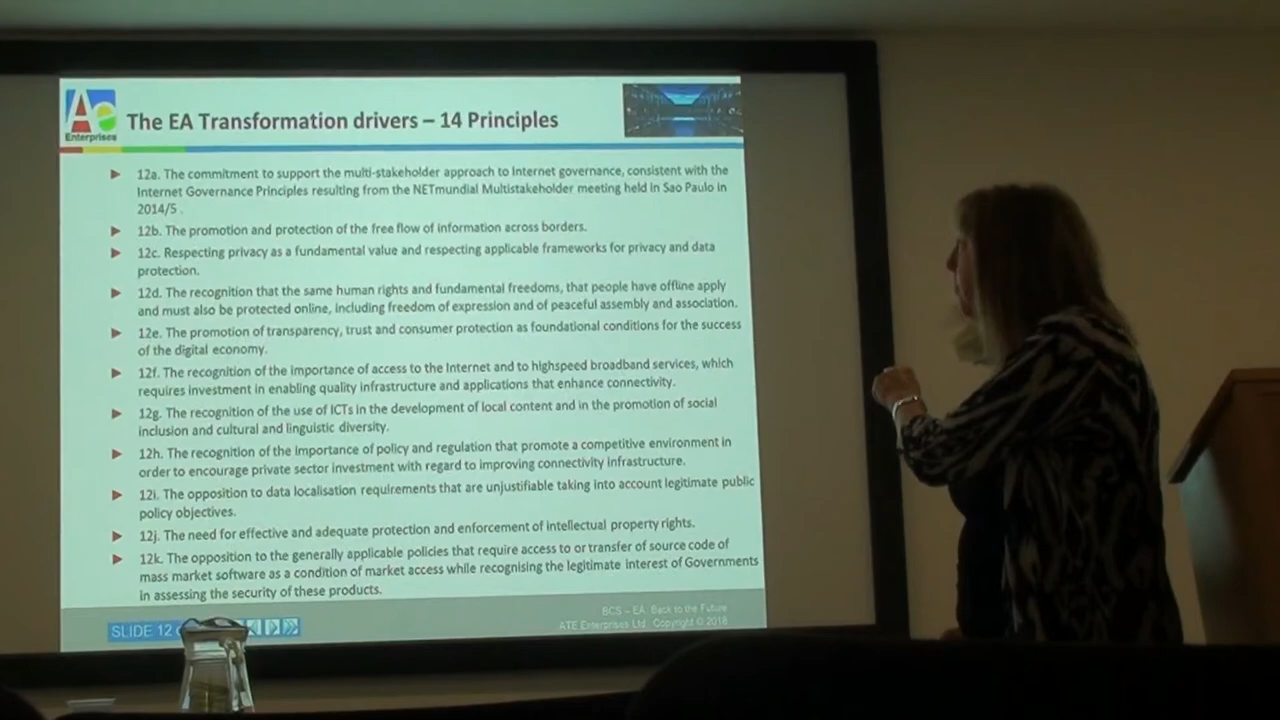 Ae
Enterprises
The EA Transformation drivers – 14 Principles
12a. The commitment to support the multi-stakeholder approach to Internet governance, consistent with the
Internet Governance Principles resulting from the NETmundial Multistakeholder meeting held in Sao Paulo in
2014/5 .
12b. The promotion and protection of the free flow of information across borders.
12c. Respecting privacy as a fundamental value and respecting applicable frameworks for privacy and data
protection.
12d. The recognition that the same human rights and fundamental freedoms, that people have offline apply
and must also be protected online, including freedom of expression and of peaceful assembly and association.
12e. The promotion of transparency, trust and consumer protection as foundational conditions for the success
of the digital economy.
12f. The recognition of the importance of access to the Internet and to highspeed broadband services, which
requires investment in enabling quality infrastructure and applications that enhance connectivity.
12g. The recognition of the use of ICTs in the development of local content and in the promotion of social
inclusion and cultural and linguistic diversity.
12h. The recognition of the importance of policy and regulation that promote a competitive environment in
order to encourage private sector investment with regard to improving connectivity infrastructure.
12i. The opposition to data localisation requirements that are unjustifiable taking into account legitimate public
policy objectives.
12j. The need for effective and adequate protection and enforcement of intellectual property rights.
12k. The opposition to the generally applicable policies that require access to or transfer of source code of
mass market software as a condition of market access while recognising the legitimate interest of Governments
in assessing the security of these products.
BCS – EA: Back to the Future
SLIDE 12
ATE Enterprises Ltd. Copyright © 2018